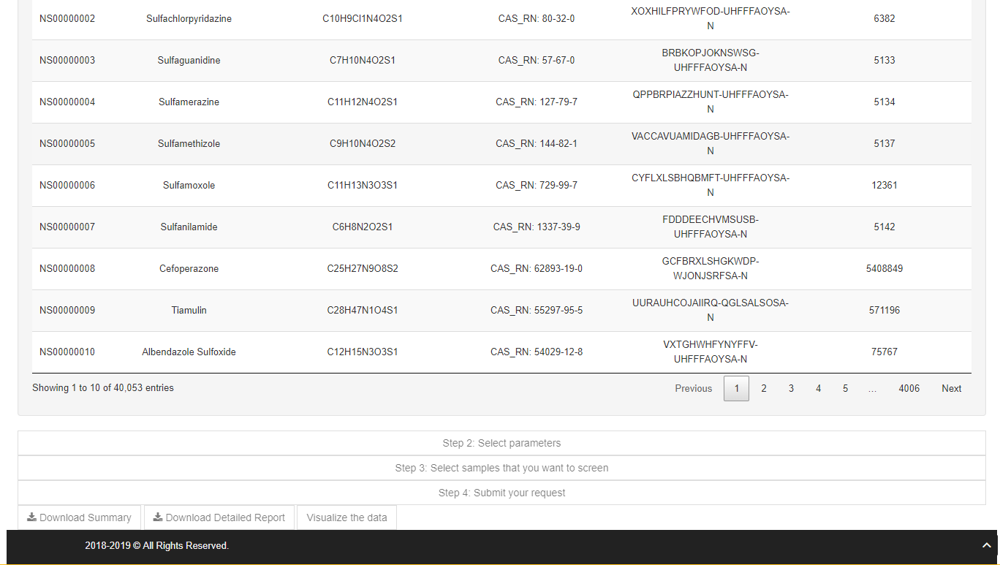 NS00000002 Sulfachlorpyridazine C10H9Cl1N4O2S1 CAS_RN: 80-32-0 XOXHILFPRYWFOD-UHFFFAOYSA-N 6382
NS00000003 Sulfaguanidine C7H10N4O2S1 CAS_RN: 57-67-0 BRBKOPJOKNSWSG-UHFFFAOYSA-N 5133
NS00000004 Sulfamerazine C11H12N4O2S1 CAS_RN: 127-79-7 QPPBRPIAZZHUNT-UHFFFAOYSA-N 5134
NS00000005 Sulfamethizole C9H10N4O2S2 CAS_RN: 144-82-1 VACCAVUAMIDAGB-UHFFFAOYSA-N 5137
NS00000006 Sulfamoxole C11H13N3O3S1 CAS_RN: 729-99-7 CYFLXLSBHQBMFT-UHFFFAOYSA-N 12361
NS00000007 Sulfanilamide C6H8N2O2S1 CAS_RN: 1337-39-9 FDDDEECHVMSUSB-UHFFFAOYSA-N 5142
NS00000008 Cefoperazone C25H27N9O8S2 CAS_RN: 62893-19-0 GCFBRXLSHGKWDP-WJONJSRFSA-N 5408849
NS00000009 Tiamulin C28H47N1O4S1 CAS_RN: 55297-95-5 UURAUHCOJAIIRQ-QGLSALSOSA-N 571196
NS00000010 Albendazole Sulfoxide C12H15N3O3S1 CAS_RN: 54029-12-8 VXTGHWHFYNYFFV-UHFFFAOYSA-N 75767
Showing 1 to 10 of 40,053 entries Previous 1 2 3 4 5 … 4006 Next
Step 2: Select parameters
Step 3: Select samples that you want to screen
Step 4: Submit your request
Download Summary Download Detailed Report Visualize the data
2018-2019 © All Rights Reserved.